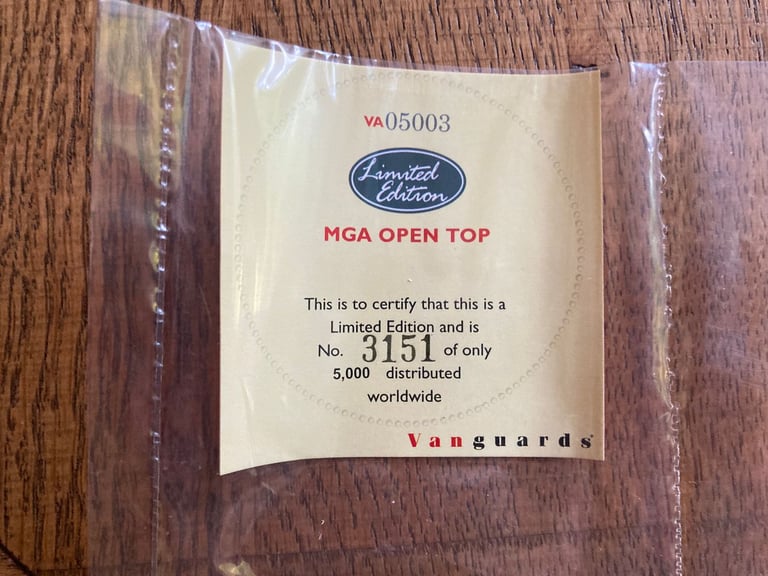 VA05003
Limited
Edition
MGA OPEN TOP
This is to certify that this is a
Limited Edition and is
No. 3151 of only
5,000 distributed
worldwide
Vanguards